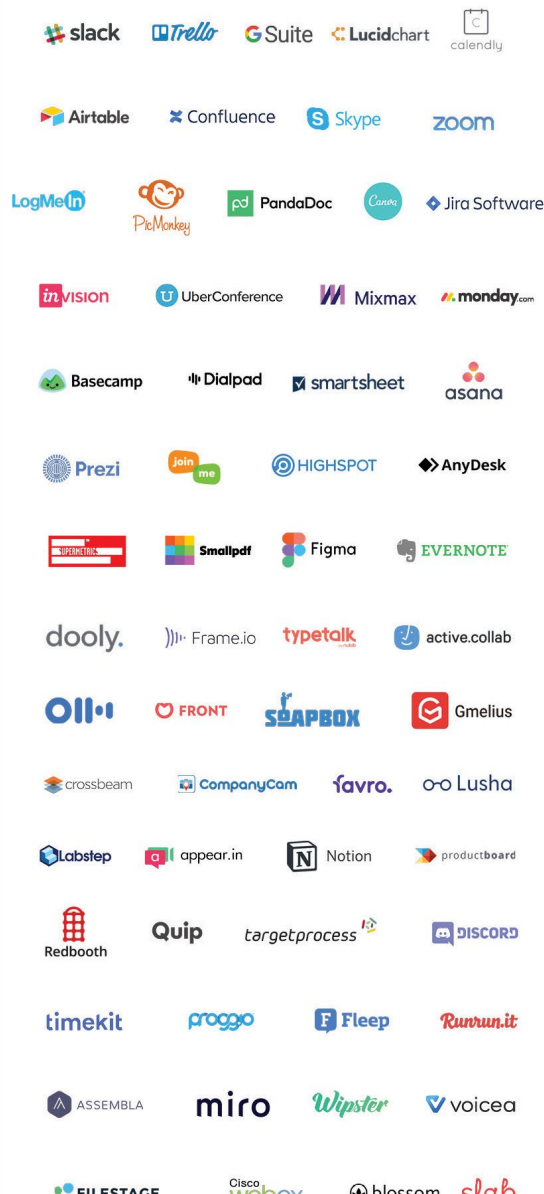 slack Trello G Suite Lucidchart C calendly
Airtable Confluence S Skype zoom
LogMeIn PicMonkey pd PandaDoc Canva Jira Software
invision U UberConference M Mixmax monday.com
Basecamp Dialpad smartsheet asana
Prezi join me HIGHSPOT AnyDesk
SUPERMETRICS Smallpdf Figma EVERNOTE
dooly. Frame.io typetalk active.collab
FRONT SOAPBOX G Gmelius
crossbeam CompanyCam favro. Lusha
Labstep a appear.in N Notion productboard
Redbooth Quip targetprocess DISCORD
timekit proggio F Fleep Runrun.it
ASSEMBLA miro Wipster voicea
FILESTAGE Cisco webex blossom slab